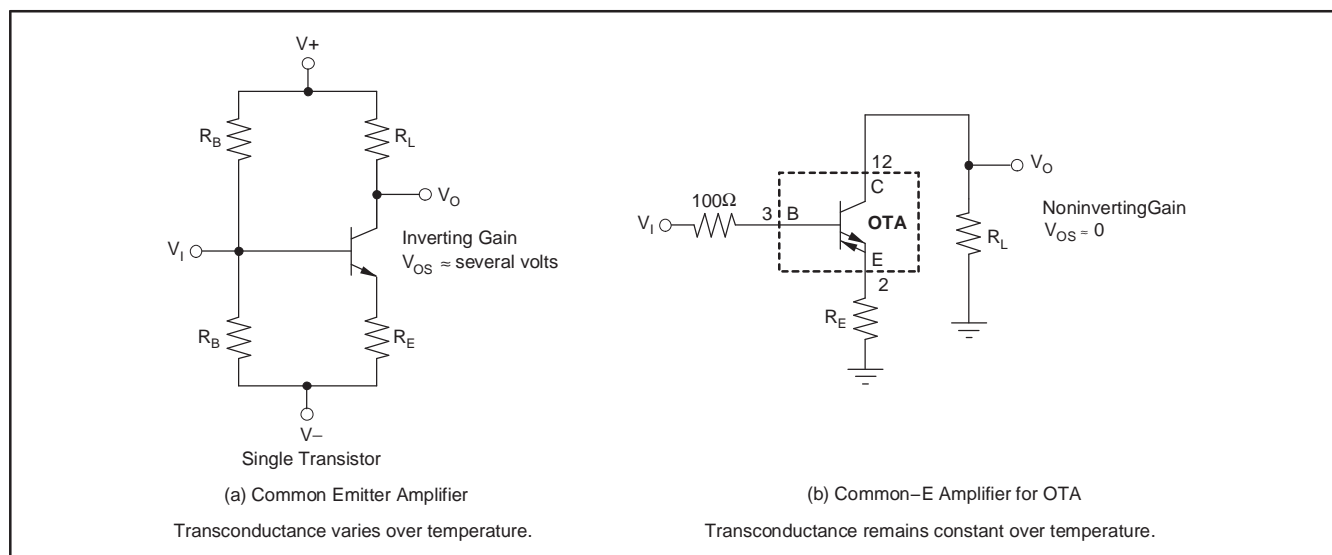 V+
R_B
R_L
V_O
V_I
Inverting Gain
V_OS ≈ several volts
R_B
R_E
V−
Single Transistor
(a) Common Emitter Amplifier
Transconductance varies over temperature.
12
C
V_O
100Ω
V_I
3
B
OTA
NoninvertingGain
V_OS ≈ 0
R_L
E
2
R_E
(b) Common−E Amplifier for OTA
Transconductance remains constant over temperature.